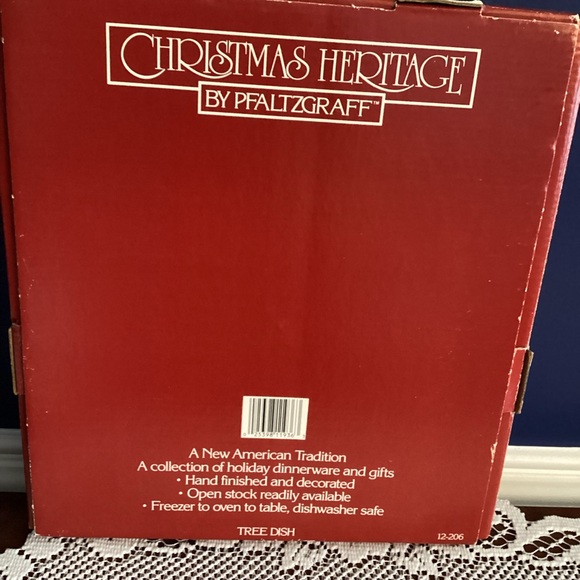 CHRISTMAS HERITAGE
BY PFALTZGRAFF™
A New American Tradition
A collection of holiday dinnerware and gifts
• Hand finished and decorated
• Open stock readily available
• Freezer to oven to table, dishwasher safe
TREE DISH
12-206